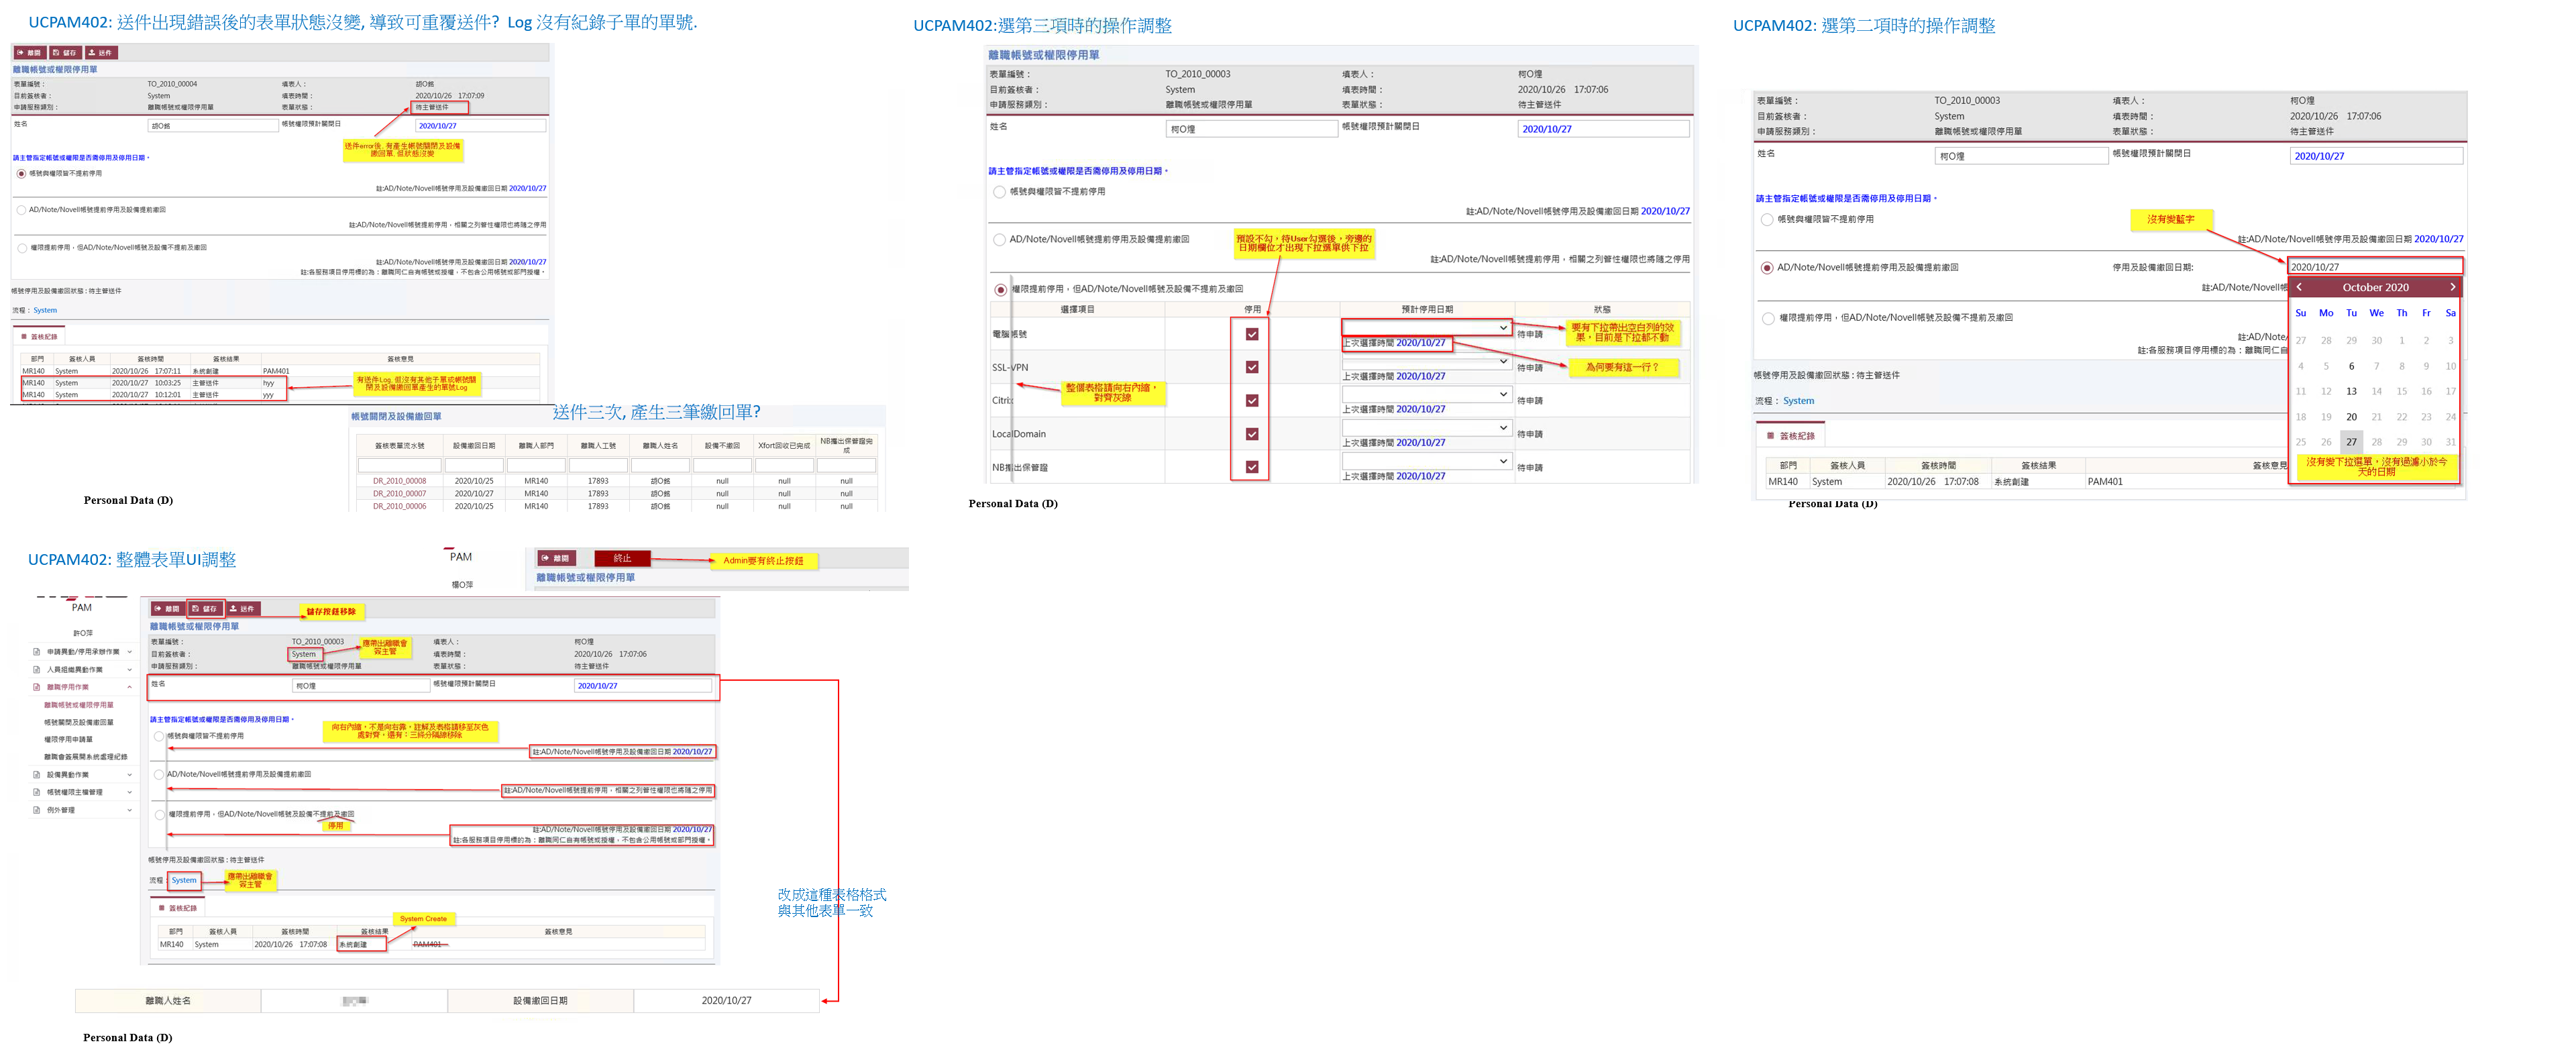 UCPAM402: 送件出現錯誤後的表單狀態沒變, 導致可重覆送件? Log 沒有紀錄子單的單號.
離開 儲存 送件
離職帳號或權限停用單
表單編號： TO_2010_00004 填表人： 胡O銘
目前簽核者： System 填表時間： 2020/10/26 17:07:09
申請服務類別： 離職帳號或權限停用單 表單狀態： 待主管送件
姓名 胡O銘 帳號權限預計關閉日 2020/10/27
送件error後, 有產生帳號關閉及設備
繳回單, 但狀態沒變
請主管指定帳號或權限是否需停用及停用日期。
帳號與權限皆不提前停用
註:AD/Note/Novell帳號停用及設備繳回日期 2020/10/27
AD/Note/Novell帳號提前停用及設備提前繳回
註:AD/Note/Novell帳號提前停用，相關之列管性權限也將隨之停用
權限提前停用，但AD/Note/Novell帳號及設備不提前及繳回
註:AD/Note/Novell帳號停用及設備繳回日期 2020/10/27
註:各服務項目停用標的為：離職同仁自有帳號或授權，不包含公用帳號或部門授權。
帳號停用及設備繳回狀態：待主管送件
流程： System
簽核紀錄
部門 簽核人員 簽核時間 簽核結果 簽核意見
MR140 System 2020/10/26 17:07:11 系統創建 PAM401
MR140 System 2020/10/27 10:03:25 主管送件 hyy
MR140 System 2020/10/27 10:12:01 主管送件 yyy
有送件Log, 但沒有其他子單或帳號關
閉及設備繳回單產生的單號Log
送件三次, 產生三筆繳回單?
帳號關閉及設備繳回單
簽核表單流水號 設備繳回日期 離職人部門 離職人工號 離職人姓名 設備不繳回 Xfort回收已完成 NB攜出保管證完成
DR_2010_00008 2020/10/25 MR140 17893 胡O銘 null null null
DR_2010_00007 2020/10/27 MR140 17893 胡O銘 null null null
DR_2010_00006 2020/10/25 MR140 17893 胡O銘 null null null
Personal Data (D)
UCPAM402:選第三項時的操作調整
離職帳號或權限停用單
表單編號： TO_2010_00003 填表人： 柯O煌
目前簽核者： System 填表時間： 2020/10/26 17:07:06
申請服務類別： 離職帳號或權限停用單 表單狀態： 待主管送件
姓名 柯O煌 帳號權限預計關閉日 2020/10/27
請主管指定帳號或權限是否需停用及停用日期。
帳號與權限皆不提前停用
註:AD/Note/Novell帳號停用及設備繳回日期 2020/10/27
AD/Note/Novell帳號提前停用及設備提前繳回
預設不勾，待User勾選後，旁邊的
日期欄位才出現下拉選單供下拉
註:AD/Note/Novell帳號提前停用，相關之列管性權限也將隨之停用
權限提前停用，但AD/Note/Novell帳號及設備不提前及繳回
選擇項目 停用 預計停用日期 狀態
電腦帳號 上次選擇時間 2020/10/27 待申請
要有下拉帶出空白列的效
果，目前是下拉都不動
SSL-VPN 上次選擇時間 2020/10/27 待申請
為何要有這一行？
整個表格請向右內縮，
對齊灰線
Citrix 上次選擇時間 2020/10/27 待申請
LocalDomain 上次選擇時間 2020/10/27 待申請
NB攜出保管證 上次選擇時間 2020/10/27 待申請
Personal Data (D)
UCPAM402: 選第二項時的操作調整
表單編號： TO_2010_00003 填表人： 柯O煌
目前簽核者： System 填表時間： 2020/10/26 17:07:06
申請服務類別： 離職帳號或權限停用單 表單狀態： 待主管送件
姓名 柯O煌 帳號權限預計關閉日 2020/10/27
請主管指定帳號或權限是否需停用及停用日期。
沒有變藍字
帳號與權限皆不提前停用
註:AD/Note/Novell帳號停用及設備繳回日期 2020/10/27
AD/Note/Novell帳號提前停用及設備提前繳回 停用及設備繳回日期: 2020/10/27
註:AD/Note/Novell帳
權限提前停用，但AD/Note/Novell帳號及設備不提前及繳回
註:AD/Note/
註:各服務項目停用標的為：離職同仁自
October 2020
Su Mo Tu We Th Fr Sa
27 28 29 30 1 2 3
4 5 6 7 8 9 10
11 12 13 14 15 16 17
18 19 20 21 22 23 24
25 26 27 28 29 30 31
沒有變下拉選單，沒有過濾小於今
天的日期
帳號停用及設備繳回狀態：待主管送件
流程： System
簽核紀錄
部門 簽核人員 簽核時間 簽核結果 簽核意見
MR140 System 2020/10/26 17:07:08 系統創建 PAM401
Personal Data (D)
UCPAM402: 整體表單UI調整
PAM
楊O萍
離開 終止
Admin要有終止按鈕
離職帳號或權限停用單
PAM
許O萍
申請異動/停用承辦作業
人員組織異動作業
離職停用作業
離職帳號或權限停用單
帳號關閉及設備繳回單
權限停用申請單
離職會簽展開系統處理紀錄
設備異動作業
帳號權限主檔管理
例外管理
離開 儲存 送件
儲存按鈕移除
離職帳號或權限停用單
表單編號： TO_2010_00003 填表人： 柯O煌
目前簽核者： System 填表時間： 2020/10/26 17:07:06
申請服務類別： 離職帳號或權限停用單 表單狀態： 待主管送件
應帶出離職會
簽主管
姓名 柯O煌 帳號權限預計關閉日 2020/10/27
請主管指定帳號或權限是否需停用及停用日期。
向右內縮，不是向右靠，註解及表格請移至灰色
處對齊，還有：三條分隔線移除
帳號與權限皆不提前停用
註:AD/Note/Novell帳號停用及設備繳回日期 2020/10/27
AD/Note/Novell帳號提前停用及設備提前繳回
註:AD/Note/Novell帳號提前停用，相關之列管性權限也將隨之停用
權限提前停用，但AD/Note/Novell帳號及設備不提前及繳回
停用
註:AD/Note/Novell帳號停用及設備繳回日期 2020/10/27
註:各服務項目停用標的為：離職同仁自有帳號或授權，不包含公用帳號或部門授權。
帳號停用及設備繳回狀態：待主管送件
流程： System
應帶出離職會
簽主管
簽核紀錄
System Create
部門 簽核人員 簽核時間 簽核結果 簽核意見
MR140 System 2020/10/26 17:07:08 系統創建 PAM401
改成這種表格格式
與其他表單一致
離職人姓名 設備繳回日期 2020/10/27
Personal Data (D)